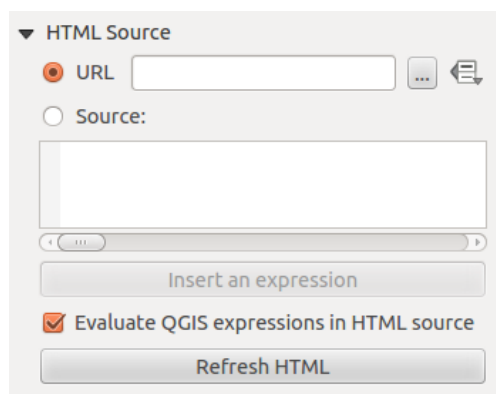 HTML Source
URL ...
Source:
Insert an expression
Evaluate QGIS expressions in HTML source
Refresh HTML